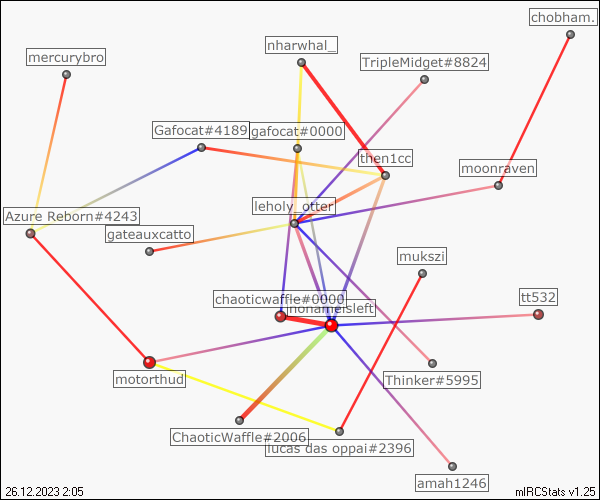 chobham.
nharwhal_
mercurybro
TripleMidget#8824
Gafocat#4189
gafocat#0000
then1cc
moonraven
leholy_otter
Azure Reborn#4243
gateauxcatto
mukszi
chaoticwaffle#0000
nonameisleft
tt532
motorthud
Thinker#5995
ChaoticWaffle#2006
lucas das oppai#2396
amah1246
26.12.2023 2:05
mIRCStats v1.25